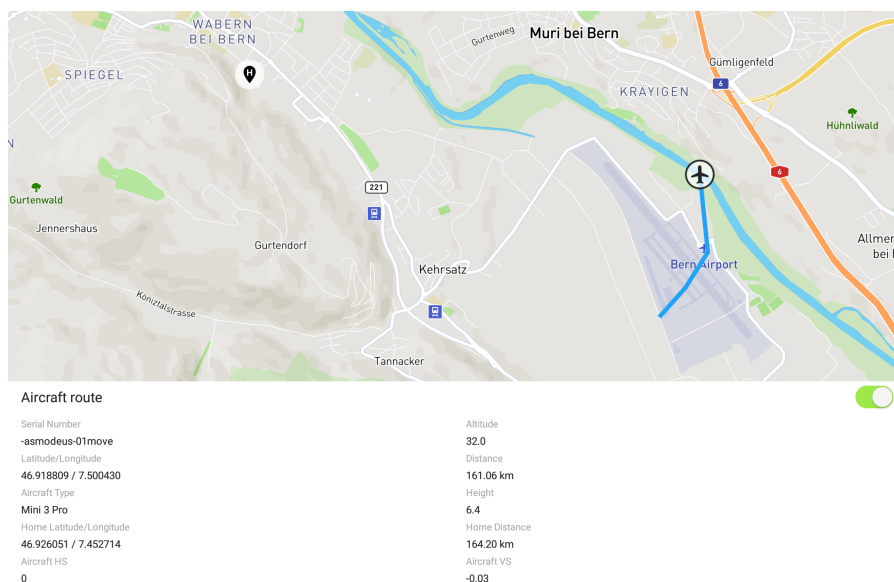 WABERN
BEI BERN
Gurtenweg
Muri bei Bern
SPIEGEL
H
Gümligenfeld
6
KRÄYIGEN
Hühnliwald
N
6
221
Gurtenwald
Jennershaus
Gurtendorf
Allmer
bei
Kehrsatz
Bern Airport
Köniztalstrasse
Tannacker
Aircraft route
Serial Number
-asmodeus-01move
Latitude/Longitude
46.918809 / 7.500430
Aircraft Type
Mini 3 Pro
Home Latitude/Longitude
46.926051 / 7.452714
Aircraft HS
0
Altitude
32.0
Distance
161.06 km
Height
6.4
Home Distance
164.20 km
Aircraft VS
-0.03